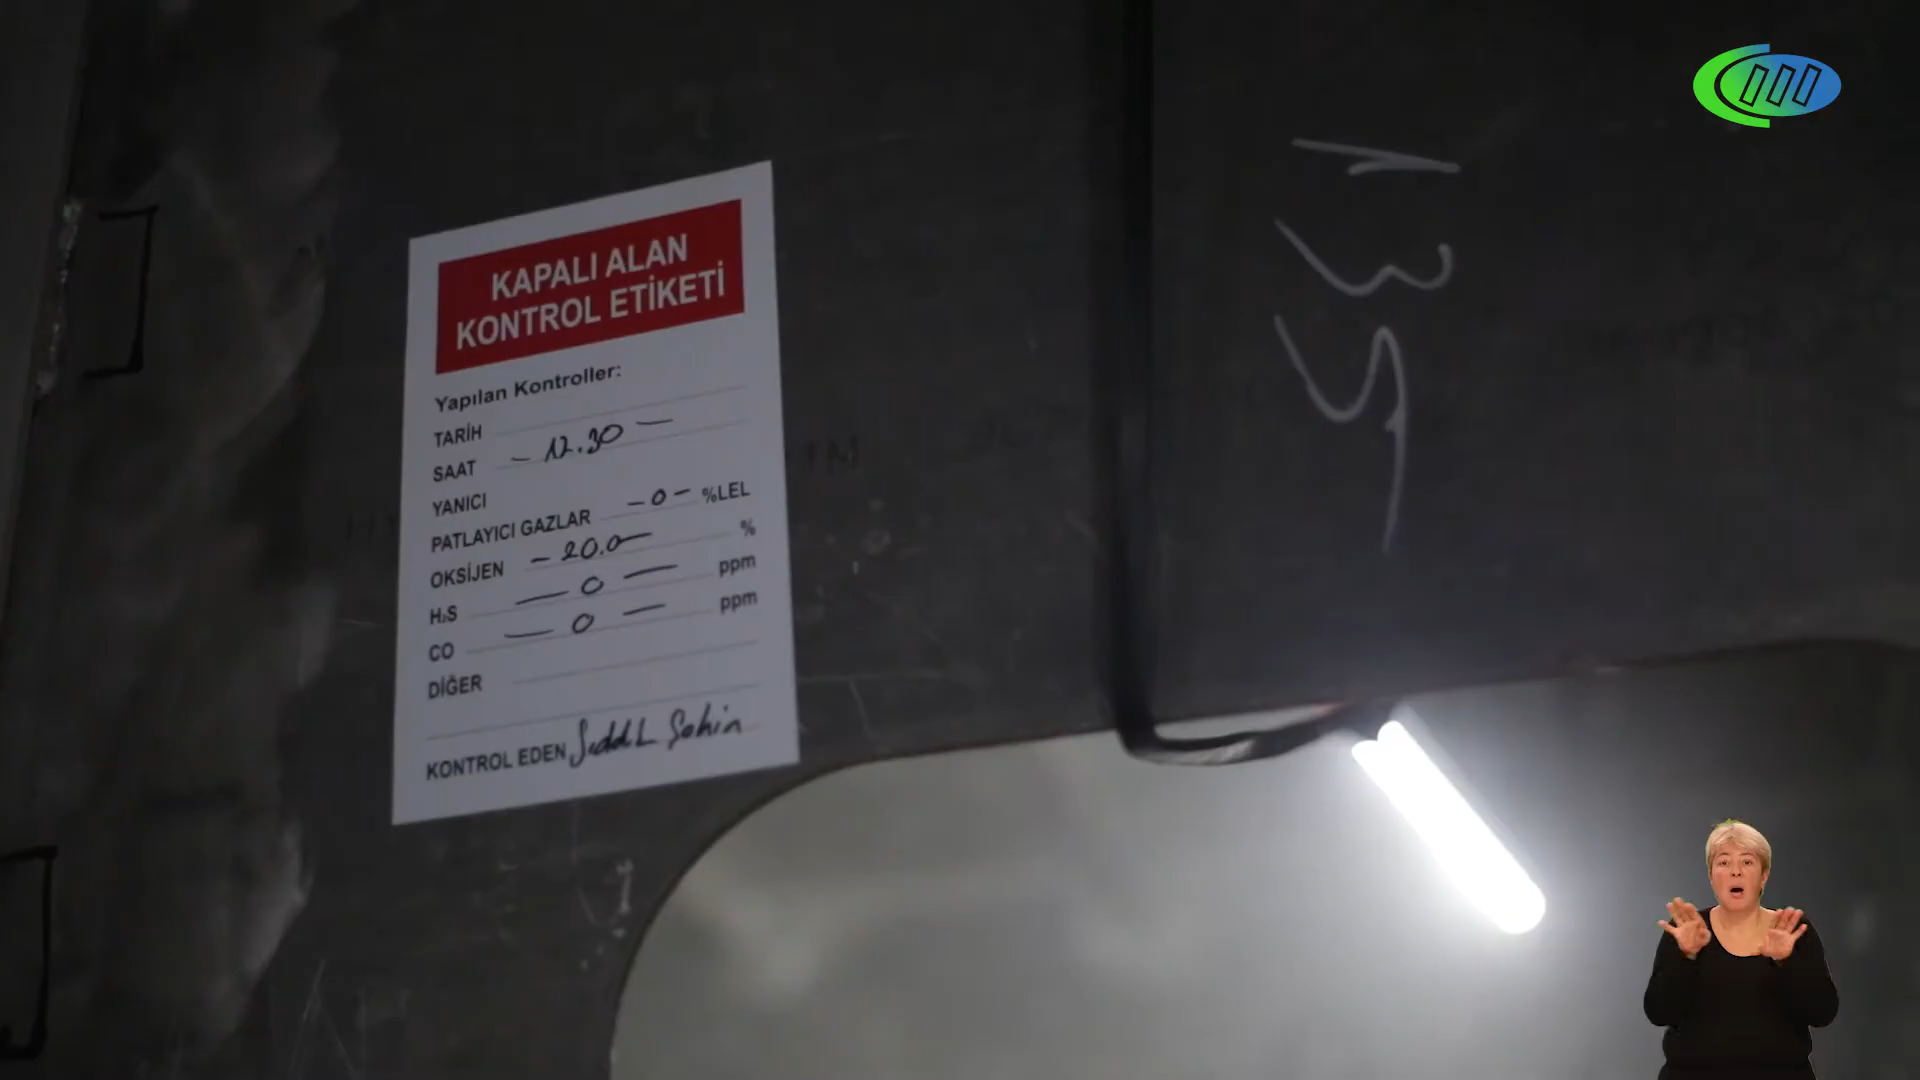 KAPALI ALAN
KONTROL ETİKETİ
Yapılan Kontroller:
TARİH
SAAT - 12.30 -
YANICI
PATLAYICI GAZLAR - 0 - %LEL
OKSİJEN - 20.0 - %
H₂S - 0 - ppm
CO - 0 - ppm
DİĞER
KONTROL EDEN
135